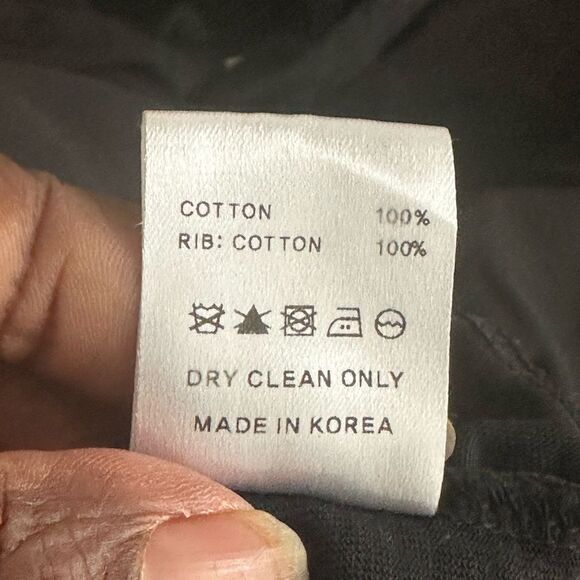 COTTON 100%
RIB: COTTON 100%
DRY CLEAN ONLY
MADE IN KOREA